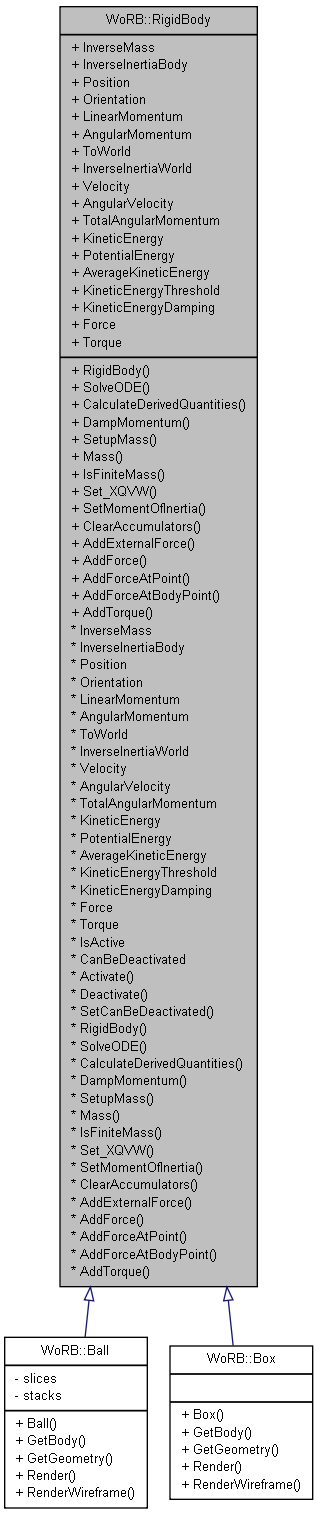 WoRB::RigidBody
+ InverseMass
+ InverseInertiaBody
+ Position
+ Orientation
+ LinearMomentum
+ AngularMomentum
+ ToWorld
+ InverseInertiaWorld
+ Velocity
+ AngularVelocity
+ TotalAngularMomentum
+ KineticEnergy
+ PotentialEnergy
+ AverageKineticEnergy
+ KineticEnergyThreshold
+ KineticEnergyDamping
+ Force
+ Torque
+ RigidBody()
+ SolveODE()
+ CalculateDerivedQuantities()
+ DampMomentum()
+ SetupMass()
+ Mass()
+ IsFiniteMass()
+ Set_XQVW()
+ SetMomentOfInertia()
+ ClearAccumulators()
+ AddExternalForce()
+ AddForce()
+ AddForceAtPoint()
+ AddForceAtBodyPoint()
+ AddTorque()
* InverseMass
* InverseInertiaBody
* Position
* Orientation
* LinearMomentum
* AngularMomentum
* ToWorld
* InverseInertiaWorld
* Velocity
* AngularVelocity
* TotalAngularMomentum
* KineticEnergy
* PotentialEnergy
* AverageKineticEnergy
* KineticEnergyThreshold
* KineticEnergyDamping
* Force
* Torque
* IsActive
* CanBeDeactivated
* Activate()
* Deactivate()
* SetCanBeDeactivated()
* RigidBody()
* SolveODE()
* CalculateDerivedQuantities()
* DampMomentum()
* SetupMass()
* Mass()
* IsFiniteMass()
* Set_XQVW()
* SetMomentOfInertia()
* ClearAccumulators()
* AddExternalForce()
* AddForce()
* AddForceAtPoint()
* AddForceAtBodyPoint()
* AddTorque()
WoRB::Ball
- slices
- stacks
+ Ball()
+ GetBody()
+ GetGeometry()
+ Render()
+ RenderWireframe()
WoRB::Box
+ Box()
+ GetBody()
+ GetGeometry()
+ Render()
+ RenderWireframe()